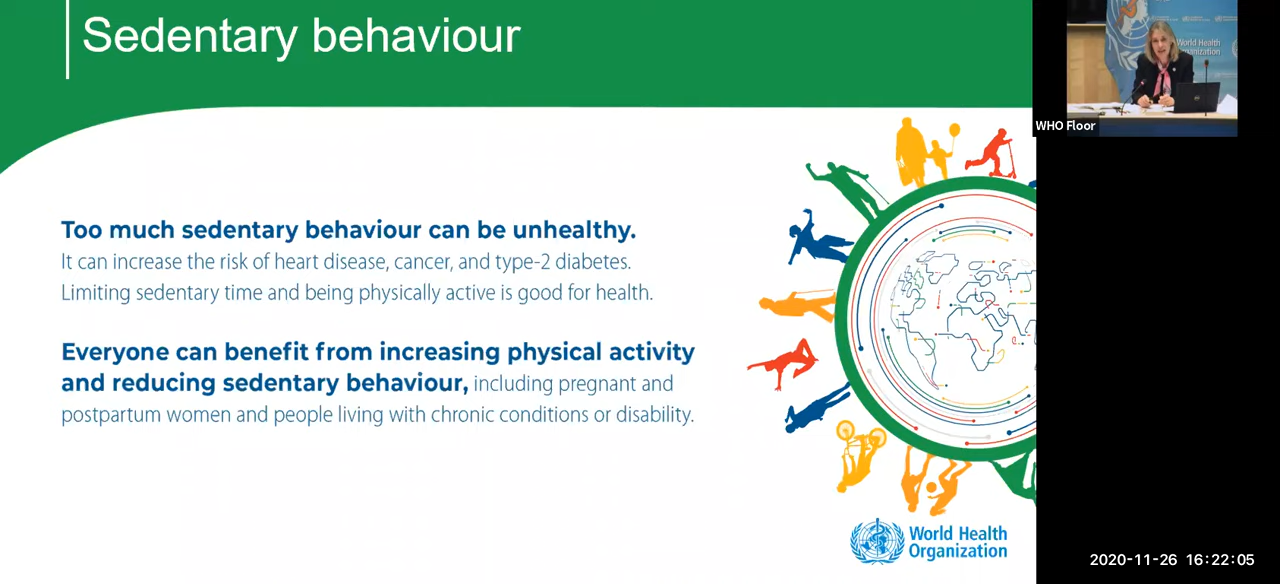 Sedentary behaviour
World Health
Organization
WHO Floor
Too much sedentary behaviour can be unhealthy.
It can increase the risk of heart disease, cancer, and type-2 diabetes.
Limiting sedentary time and being physically active is good for health.
Everyone can benefit from increasing physical activity
and reducing sedentary behaviour, including pregnant and
postpartum women and people living with chronic conditions or disability.
World Health
Organization
2020-11-26 16:22:05